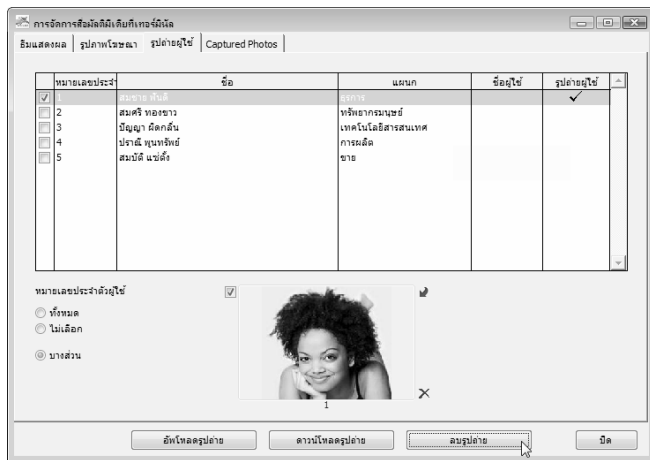 การจัดการสื่อมัลติมีเดียที่เทอร์มินัล
ธีมแสดงผล รูปภาพโฆษณา รูปถ่ายผู้ใช้ Captured Photos
หมายเลขประจำ ชื่อ แผนก ชื่อผู้ใช้ รูปถ่ายผู้ใช้
1 สมชาย พันดี ธุรการ
2 สมศรี ทองขาว ทรัพยากรมนุษย์
3 ปัญญา ผิดกลิ่น เทคโนโลยีสารสนเทศ
4 ปราณี พูนทรัพย์ การผลิต
5 สมบัติ แซ่ตั้ง ขาย
หมายเลขประจำตัวผู้ใช้
ทั้งหมด
ไม่เลือก
บางส่วน
1
อัพโหลดรูปถ่าย ดาวน์โหลดรูปถ่าย ลบรูปถ่าย ปิด